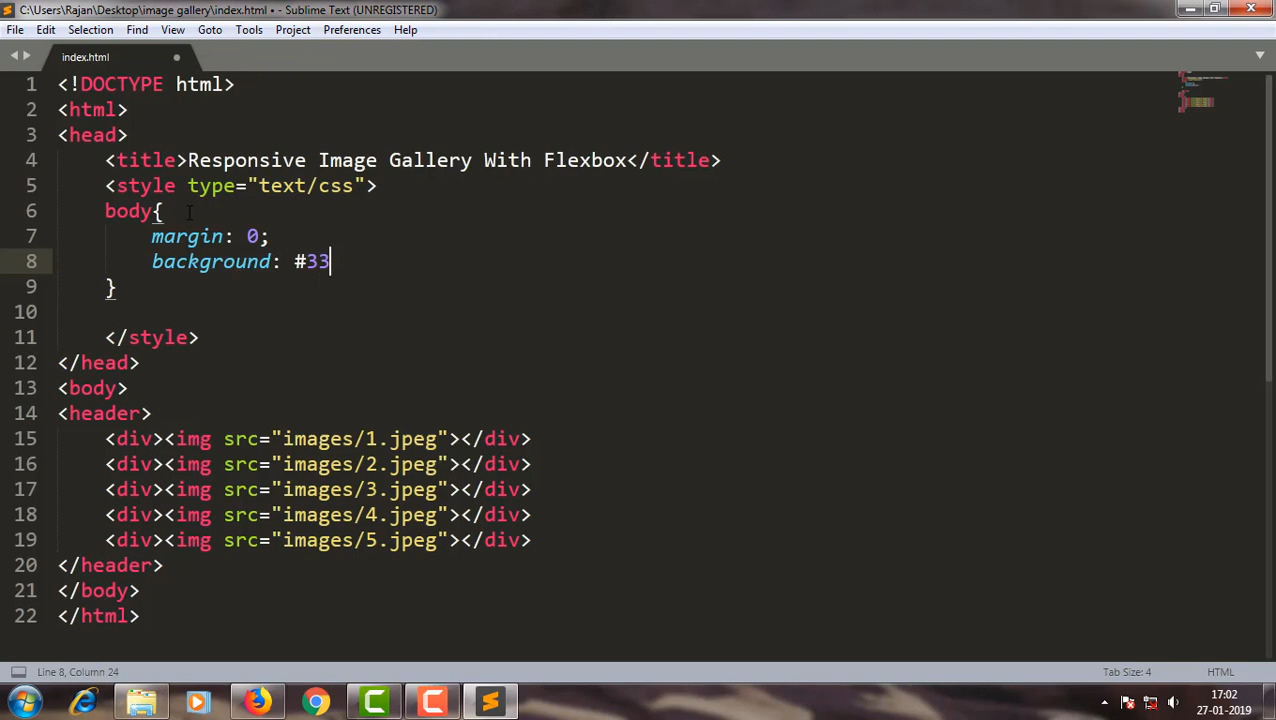 C:\Users\Rajan\Desktop\image gallery\index.html • - Sublime Text (UNREGISTERED)
File Edit Selection Find View Goto Tools Project Preferences Help
index.html
1 <!DOCTYPE html>
2 <html>
3 <head>
4 <title>Responsive Image Gallery With Flexbox</title>
5 <style type="text/css">
6 body{
7 margin: 0;
8 background: #33
9 }
10
11 </style>
12 </head>
13 <body>
14 <header>
15 <div><img src="images/1.jpeg"></div>
16 <div><img src="images/2.jpeg"></div>
17 <div><img src="images/3.jpeg"></div>
18 <div><img src="images/4.jpeg"></div>
19 <div><img src="images/5.jpeg"></div>
20 </header>
21 </body>
22 </html>
Line 8, Column 24 Tab Size: 4 HTML
17:02
27-01-2019